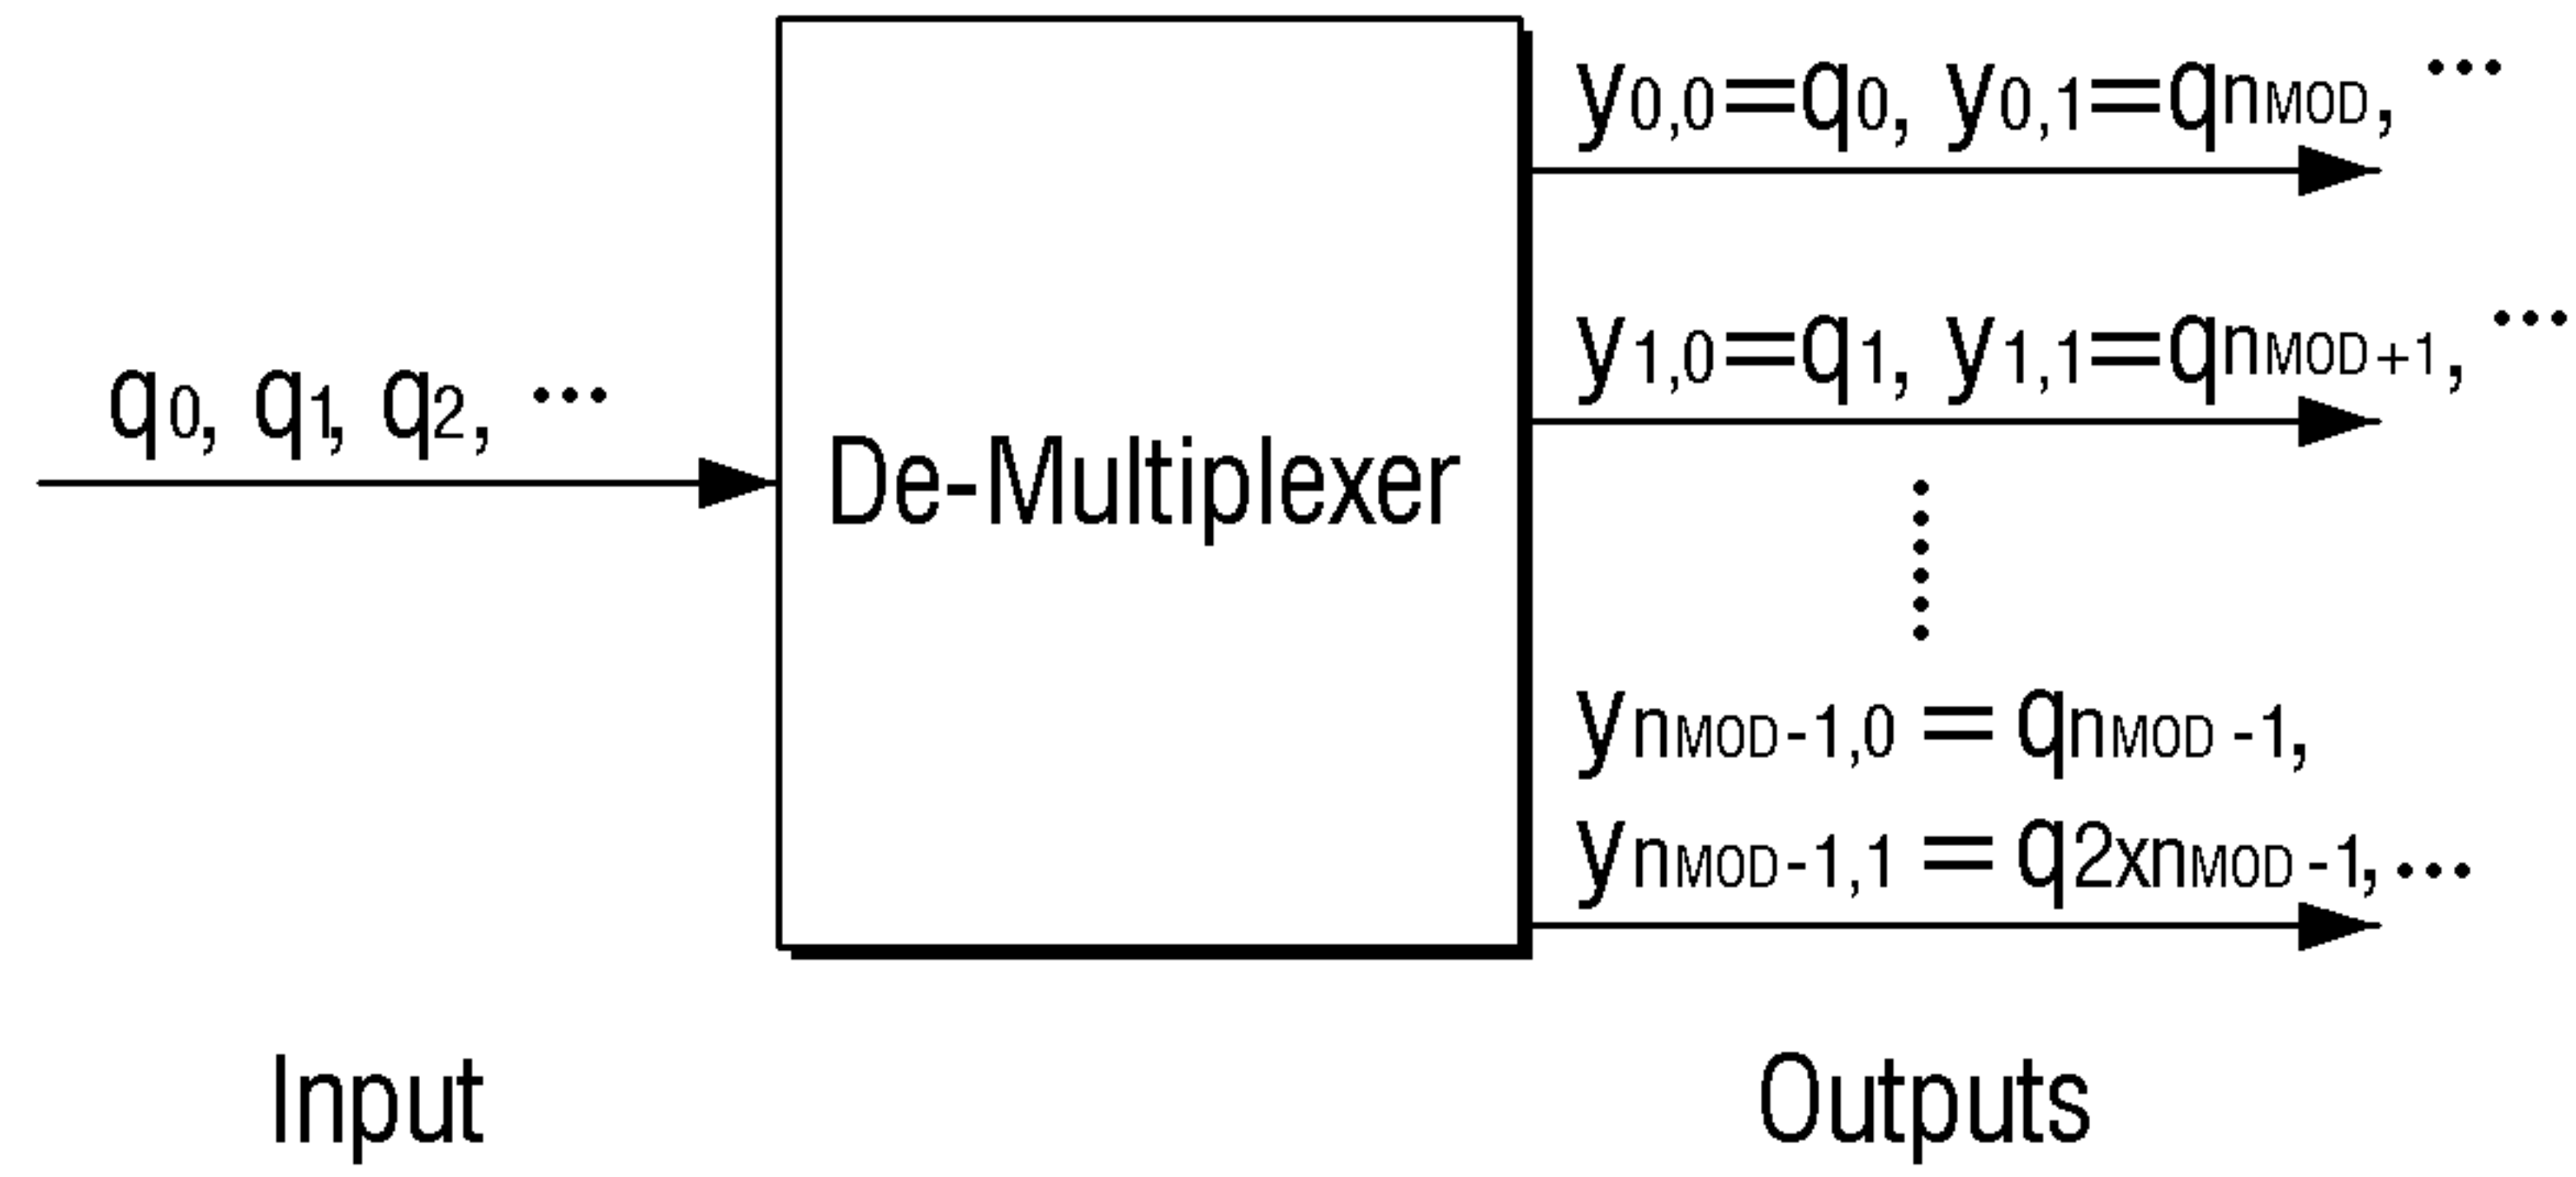 y0,0=q0, y0,1=qnMOD, ...
y1,0=q1, y1,1=qnMOD+1, ...
q0, q1, q2, ...
De-Multiplexer
ynMOD-1,0 = qnMOD-1,
ynMOD-1,1 = q2xnMOD-1, ...
Input
Outputs